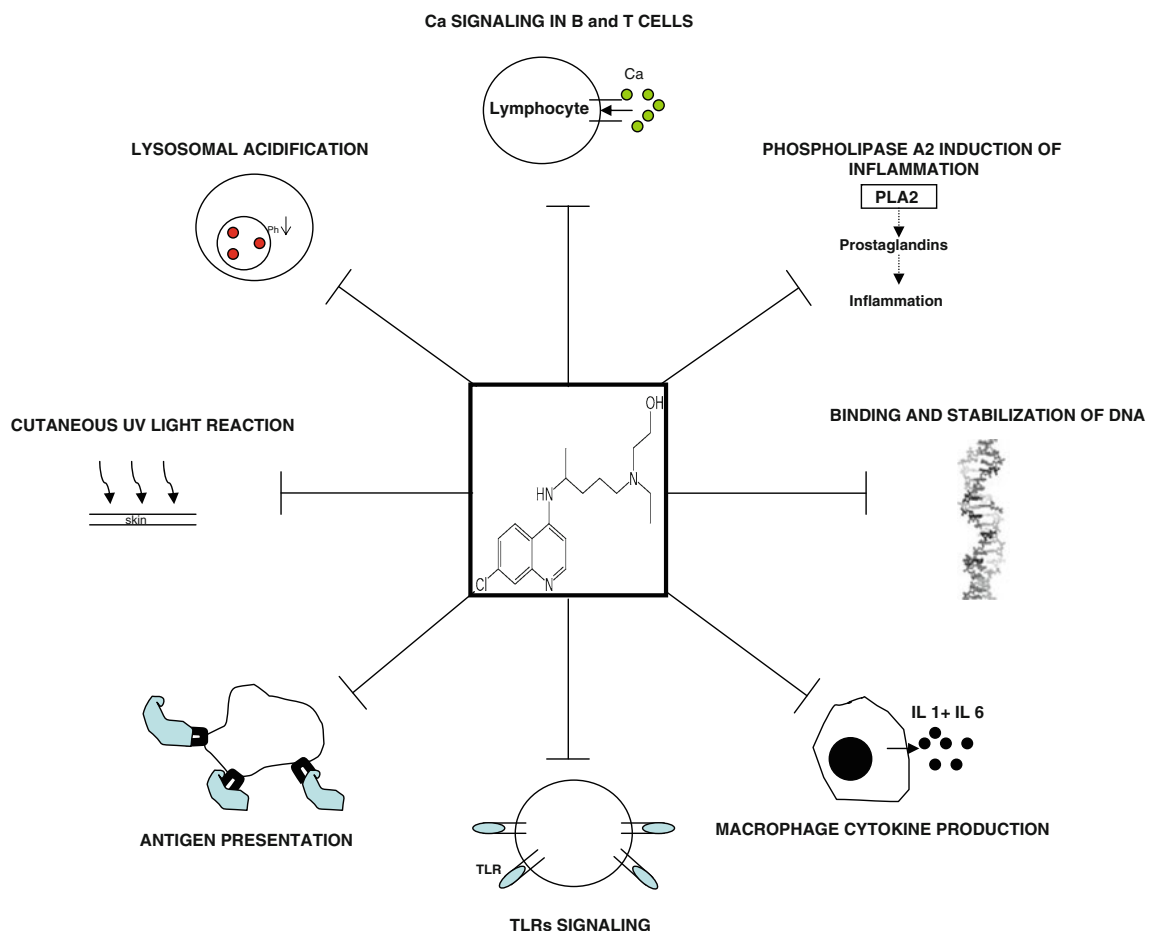 Ca SIGNALING IN B and T CELLS
Ca
Lymphocyte
LYSOSOMAL ACIDIFICATION
Ph
PHOSPHOLIPASE A2 INDUCTION OF
INFLAMMATION
PLA2
Prostaglandins
Inflammation
CUTANEOUS UV LIGHT REACTION
skin
OH
N
HN
Cl
N
BINDING AND STABILIZATION OF DNA
ANTIGEN PRESENTATION
TLR
TLRs SIGNALING
IL 1+ IL 6
MACROPHAGE CYTOKINE PRODUCTION